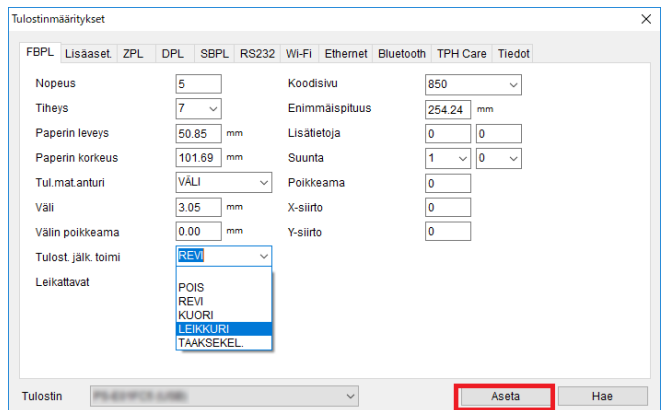 Tulostinmääritykset
FBPL Lisäaset. ZPL DPL SBPL RS232 Wi-Fi Ethernet Bluetooth TPH Care Tiedot
Nopeus 5 Koodisivu 850
Tiheys 7 Enimmäispituus 254.24 mm
Paperin leveys 50.85 mm Lisätietoja 0 0
Paperin korkeus 101.69 mm Suunta 1 0
Tul.mat.anturi VÄLI Poikkeama 0
Väli 3.05 mm X-siirto 0
Välin poikkeama 0.00 mm Y-siirto 0
Tulost. jälk. toimi REVI
Leikattavat
POIS
REVI
KUORI
LEIKKURI
TAAKSEKEL.
Tulostin Aseta Hae